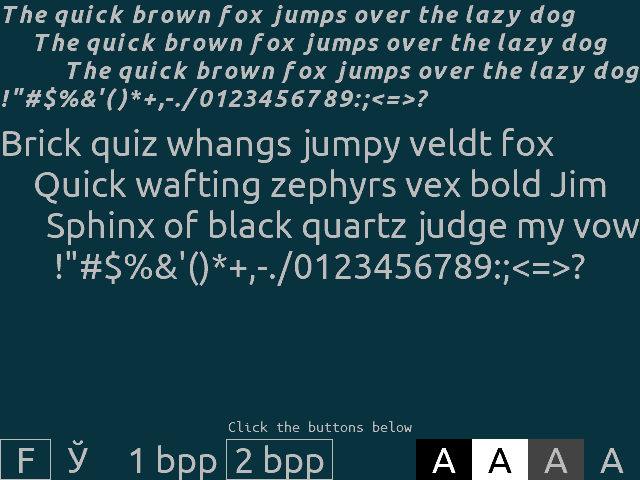 The quick brown fox jumps over the lazy dog
The quick brown fox jumps over the lazy dog
The quick brown fox jumps over the lazy dog
!"#$%&'()*+,-./0123456789:;<=>?
Brick quiz whangs jumpy veldt fox
Quick wafting zephyrs vex bold Jim
Sphinx of black quartz judge my vow
!"#$%&'()*+,-./0123456789:;<=>?
Click the buttons below
F Ў 1 bpp 2 bpp A A A A